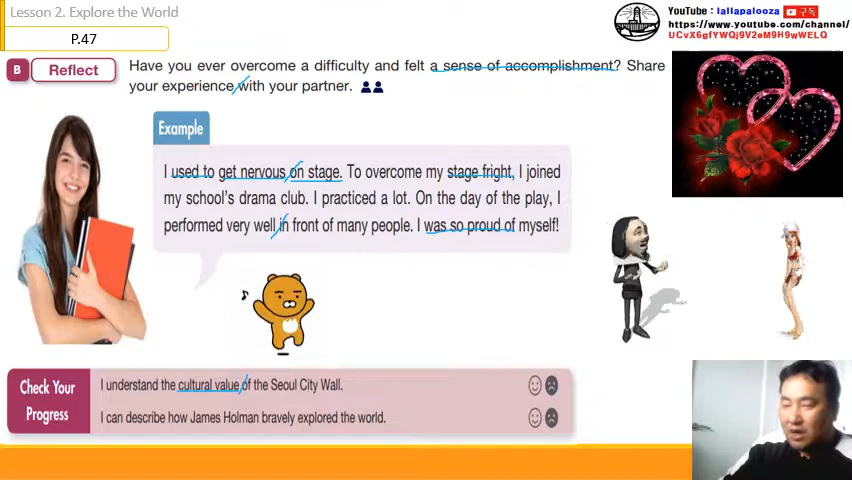 Lesson 2. Explore the World
P.47
YouTube : lallapalooza 구독
https://www.youtube.com/channel/
UCvX6gfYWQj9V2eM9H9wWELQ
B Reflect
Have you ever overcome a difficulty and felt a sense of accomplishment? Share
your experience with your partner.
Example
I used to get nervous on stage. To overcome my stage fright, I joined
my school's drama club. I practiced a lot. On the day of the play, I
performed very well in front of many people. I was so proud of myself!
Check Your
Progress
I understand the cultural value of the Seoul City Wall.
I can describe how James Holman bravely explored the world.